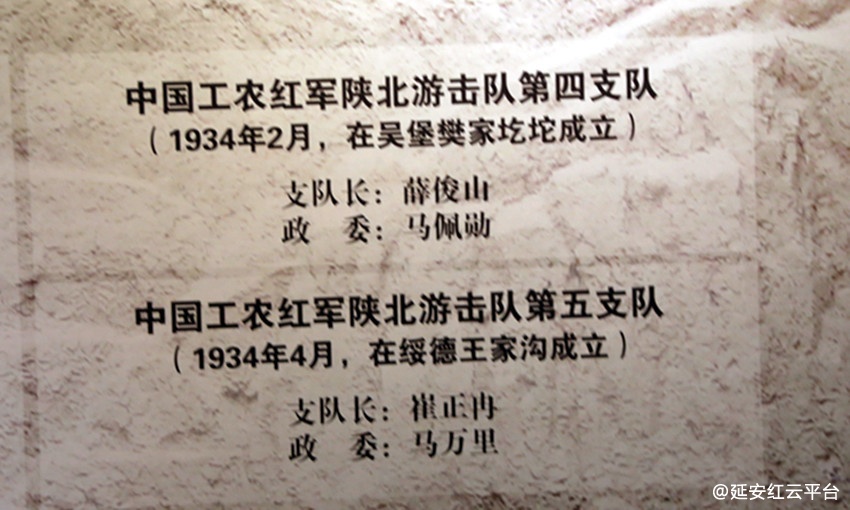 中国工农红军陕北游击队第四支队
（1934年2月，在吴堡樊家圪坨成立）
支队长：薛俊山
政　委：马佩勋
中国工农红军陕北游击队第五支队
（1934年4月，在绥德王家沟成立）
支队长：崔正冉
政　委：马万里
@延安红云平台